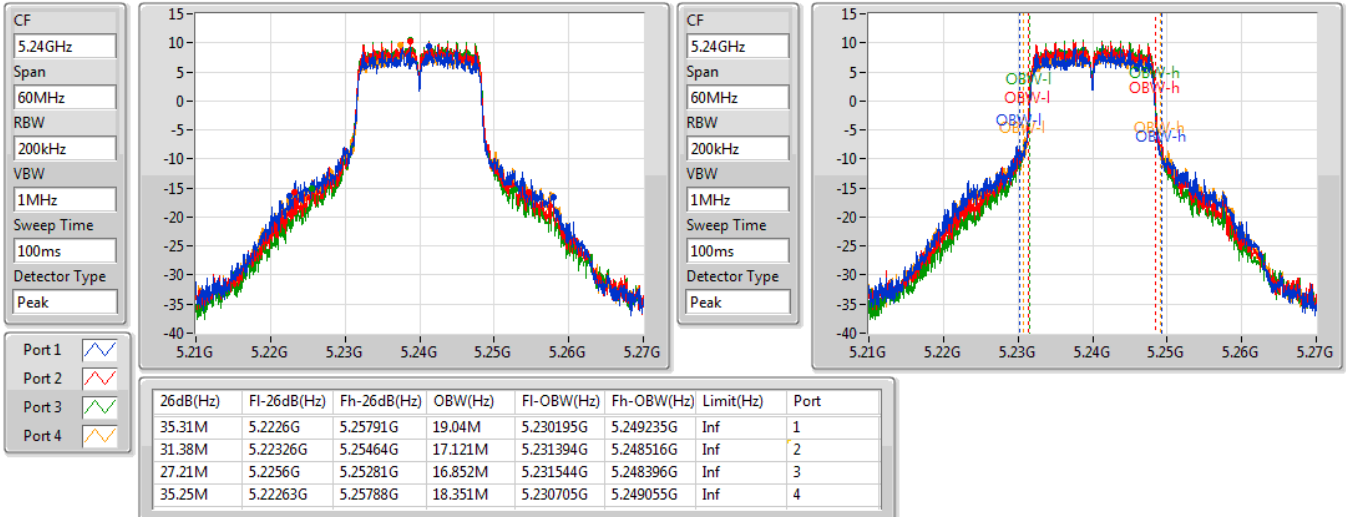 CF
5.24GHz
Span
60MHz
RBW
200kHz
VBW
1MHz
Sweep Time
100ms
Detector Type
Peak
15
10
5
0
-5
-10
-15
-20
-25
-30
-35
-40
5.21G 5.22G 5.23G 5.24G 5.25G 5.26G 5.27G
CF
5.24GHz
Span
60MHz
RBW
200kHz
VBW
1MHz
Sweep Time
100ms
Detector Type
Peak
15
10
5
0
-5
-10
-15
-20
-25
-30
-35
-40
OBW-l OBW-h
OBW-l OBW-h
OBW-l OBW-h
OBW-l OBW-h
5.21G 5.22G 5.23G 5.24G 5.25G 5.26G 5.27G
Port 1
Port 2
Port 3
Port 4
26dB(Hz) Fl-26dB(Hz) Fh-26dB(Hz) OBW(Hz) Fl-OBW(Hz) Fh-OBW(Hz) Limit(Hz) Port
35.31M 5.2226G 5.25791G 19.04M 5.230195G 5.249235G Inf 1
31.38M 5.22326G 5.25464G 17.121M 5.231394G 5.248516G Inf 2
27.21M 5.2256G 5.25281G 16.852M 5.231544G 5.248396G Inf 3
35.25M 5.22263G 5.25788G 18.351M 5.230705G 5.249055G Inf 4